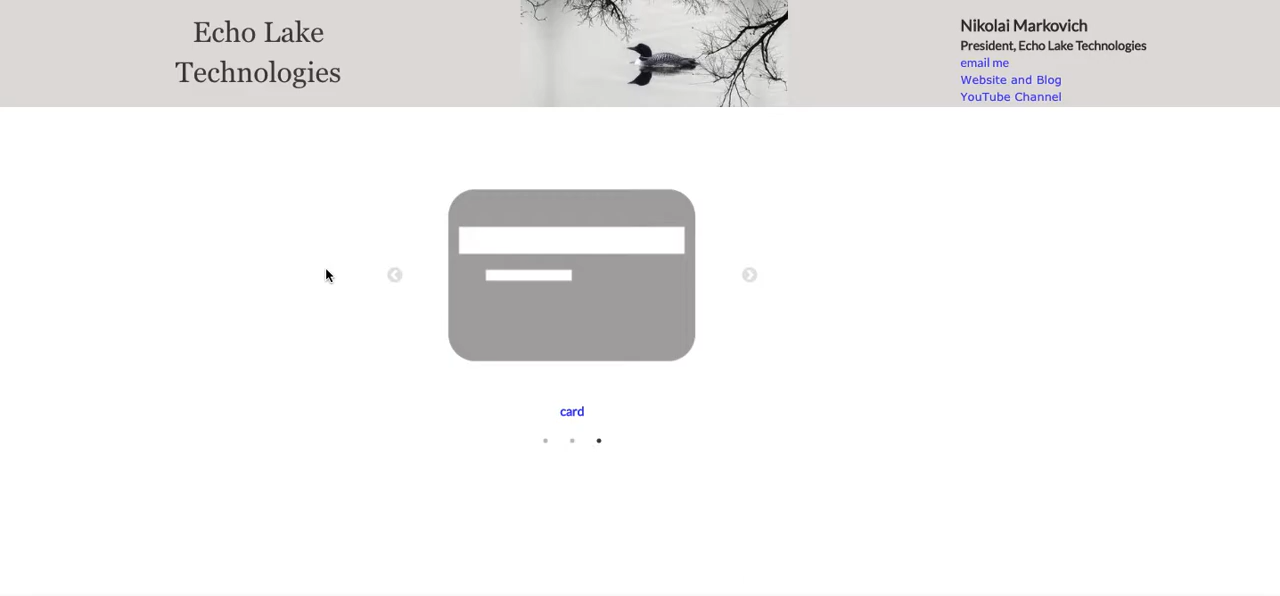 Echo Lake
Technologies
Nikolai Markovich
President, Echo Lake Technologies
email me
Website and Blog
YouTube Channel
card